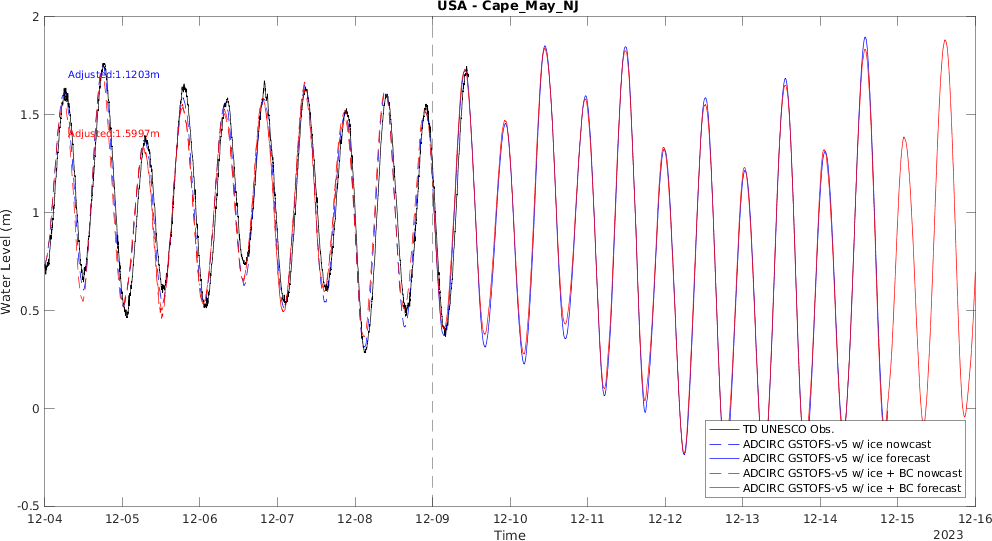 USA - Cape_May_NJ
2
1.5
1
0.5
0
-0.5
Water Level (m)
Adjusted:1.1203m
Adjusted:1.5997m
TD UNESCO Obs.
ADCIRC GSTOFS-v5 w/ ice nowcast
ADCIRC GSTOFS-v5 w/ ice forecast
ADCIRC GSTOFS-v5 w/ ice + BC nowcast
ADCIRC GSTOFS-v5 w/ ice + BC forecast
12-04 12-05 12-06 12-07 12-08 12-09 12-10 12-11 12-12 12-13 12-14 12-15 12-16
Time
2023